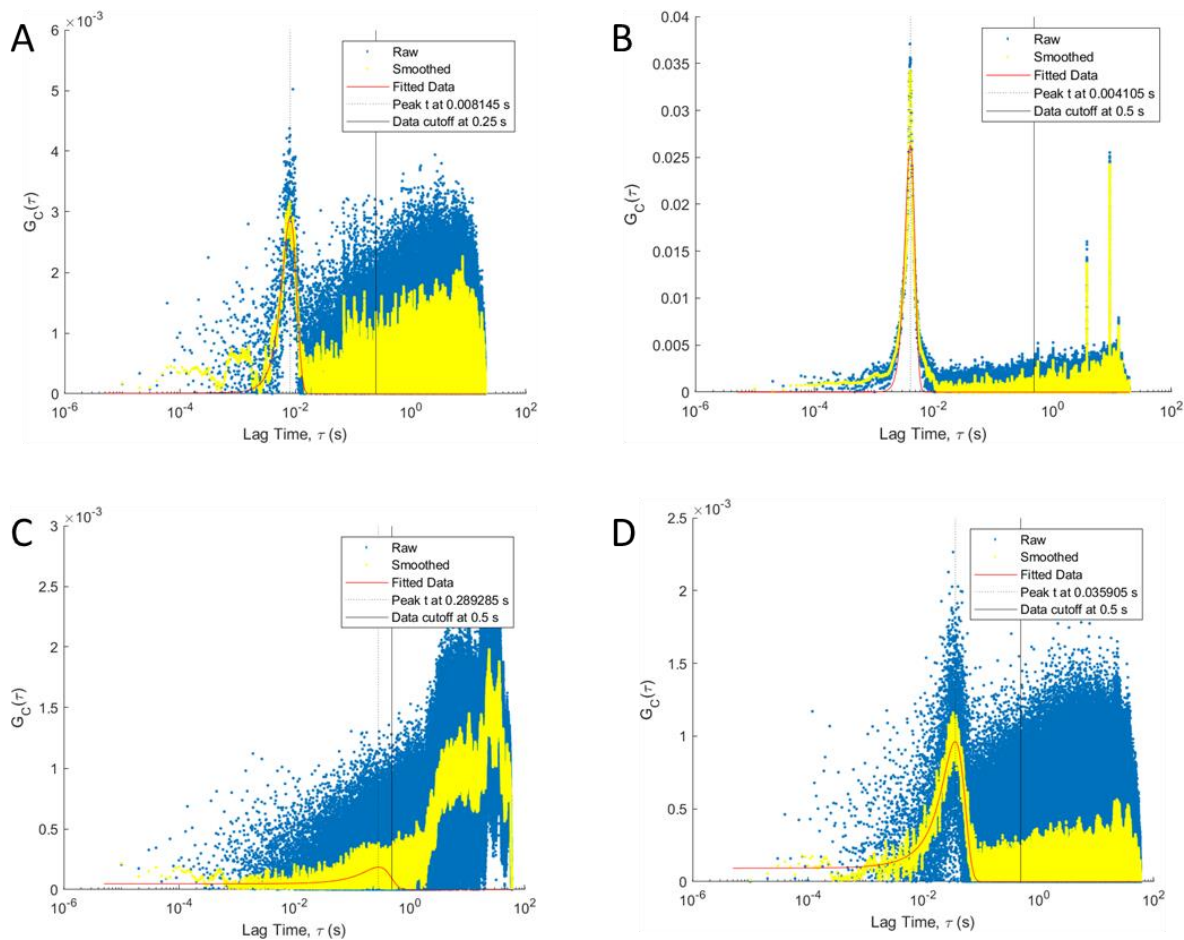 A
×10⁻³
6
5
4
3
2
1
0
G_C(τ)
Raw
Smoothed
Fitted Data
Peak t at 0.008145 s
Data cutoff at 0.25 s
10⁻⁶ 10⁻⁴ 10⁻² 10⁰ 10²
Lag Time, τ (s)
B
0.04
0.035
0.03
0.025
0.02
0.015
0.01
0.005
0
G_C(τ)
Raw
Smoothed
Fitted Data
Peak t at 0.004105 s
Data cutoff at 0.5 s
10⁻⁶ 10⁻⁴ 10⁻² 10⁰ 10²
Lag Time, τ (s)
C
×10⁻³
3
2.5
2
1.5
1
0.5
0
G_C(τ)
Raw
Smoothed
Fitted Data
Peak t at 0.289285 s
Data cutoff at 0.5 s
10⁻⁶ 10⁻⁴ 10⁻² 10⁰ 10²
Lag Time, τ (s)
D
×10⁻³
2.5
2
1.5
1
0.5
0
G_C(τ)
Raw
Smoothed
Fitted Data
Peak t at 0.035905 s
Data cutoff at 0.5 s
10⁻⁶ 10⁻⁴ 10⁻² 10⁰ 10²
Lag Time, τ (s)